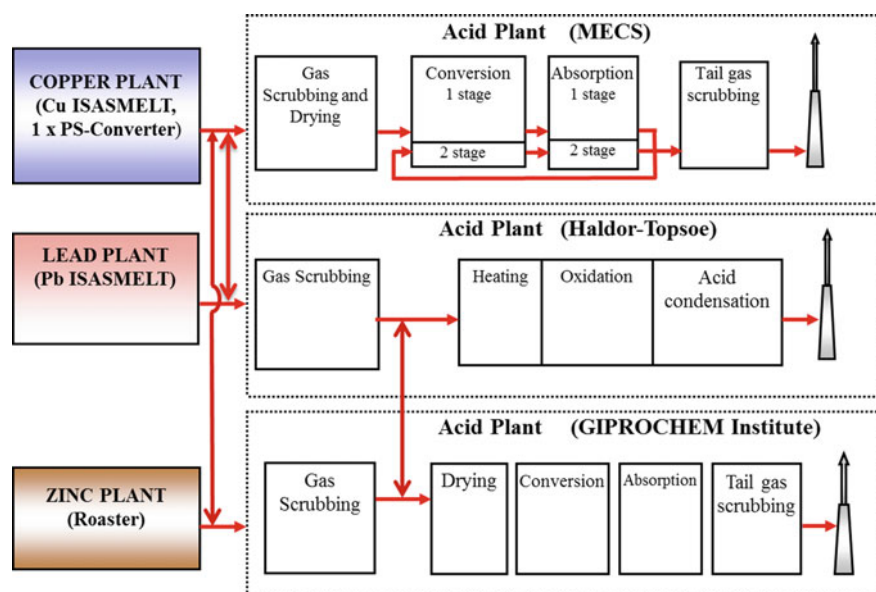 COPPER PLANT
(Cu ISASMELT,
1 x PS-Converter)
Acid Plant (MECS)
Gas
Scrubbing and
Drying
Conversion
1 stage
2 stage
Absorption
1 stage
2 stage
Tail gas
scrubbing
LEAD PLANT
(Pb ISASMELT)
Acid Plant (Haldor-Topsoe)
Gas Scrubbing
Heating
Oxidation
Acid
condensation
ZINC PLANT
(Roaster)
Acid Plant (GIPROCHEM Institute)
Gas
Scrubbing
Drying
Conversion
Absorption
Tail gas
scrubbing